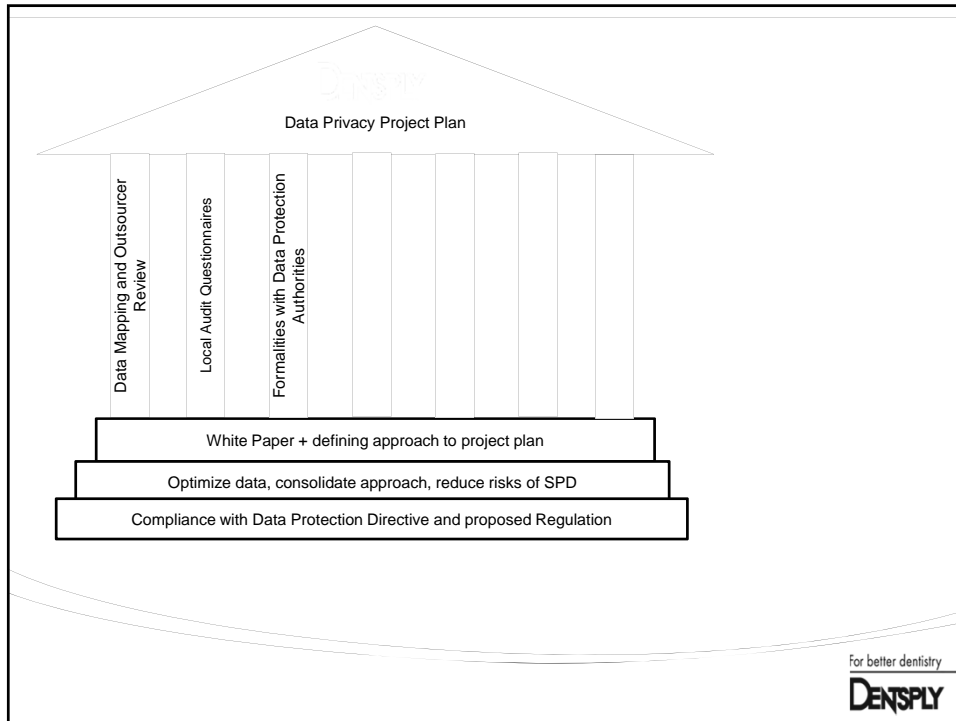 Data Privacy Project Plan
Data Mapping and Outsourcer
Review
Local Audit Questionnaires
Formalities with Data Protection
Authorities
White Paper + defining approach to project plan
Optimize data, consolidate approach, reduce risks of SPD
Compliance with Data Protection Directive and proposed Regulation
For better dentistry
DENTSPLY